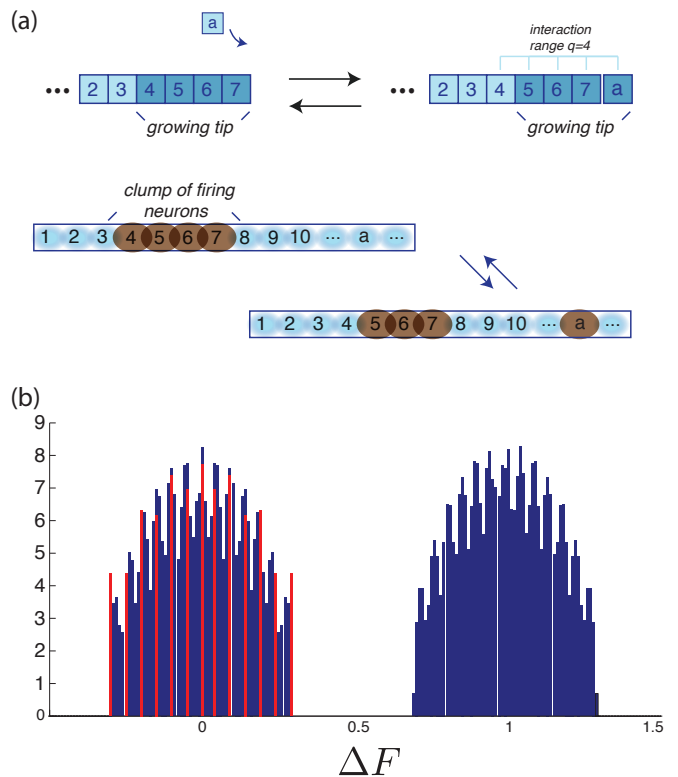 (a)
a
interaction
range q=4
••• 2 3 4 5 6 7
••• 2 3 4 5 6 7 a
growing tip
growing tip
clump of firing
neurons
1 2 3 4 5 6 7 8 9 10 ... a ...
1 2 3 4 5 6 7 8 9 10 ... a ...
(b)
9
8
7
6
5
4
3
2
1
0
0 0.5 1 1.5
ΔF